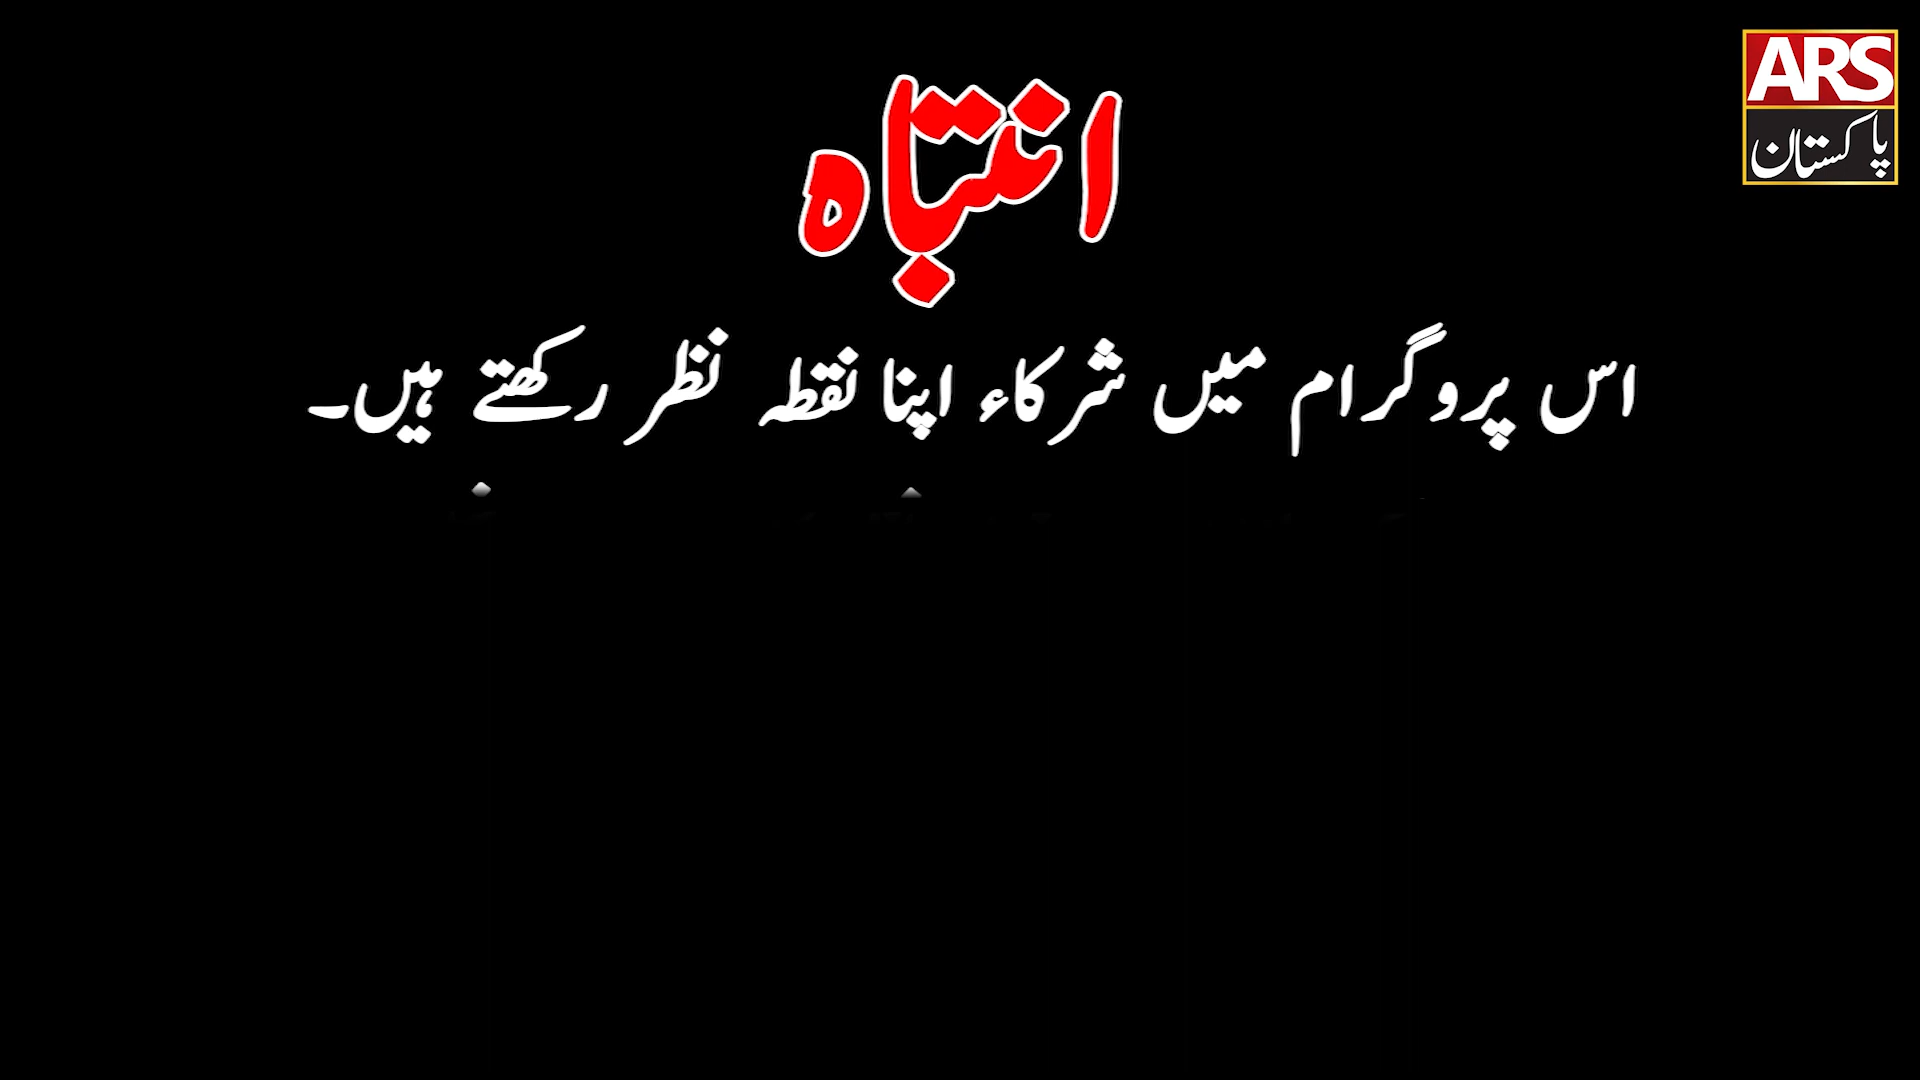 ARS
پاکستان
انتباہ
اس پروگرام میں شرکاء اپنا نقطہ نظر رکھتے ہیں۔